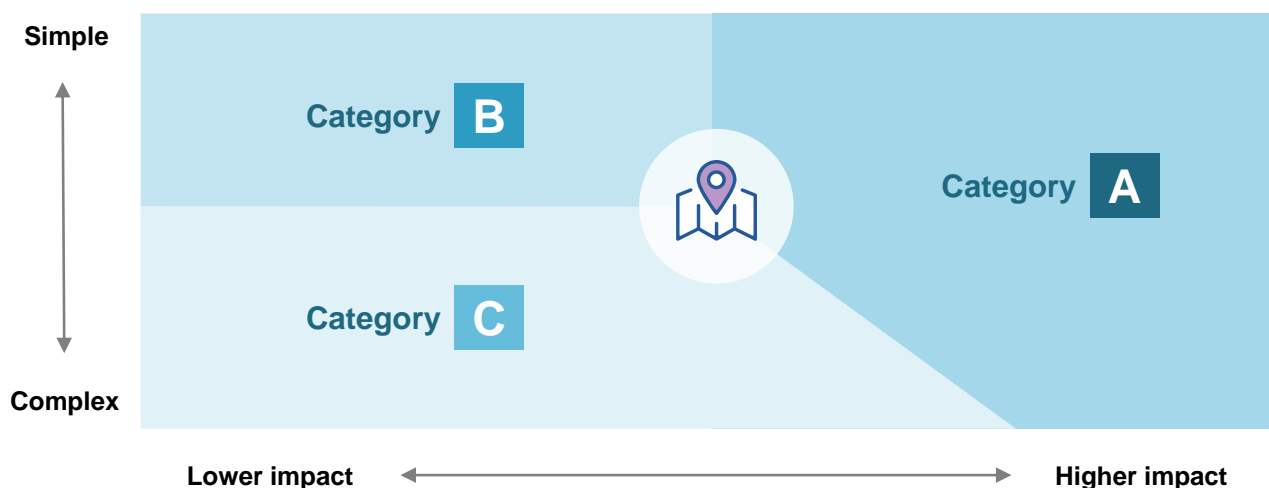 Simple
Category B
Category A
Category C
Complex
Lower impact
Higher impact